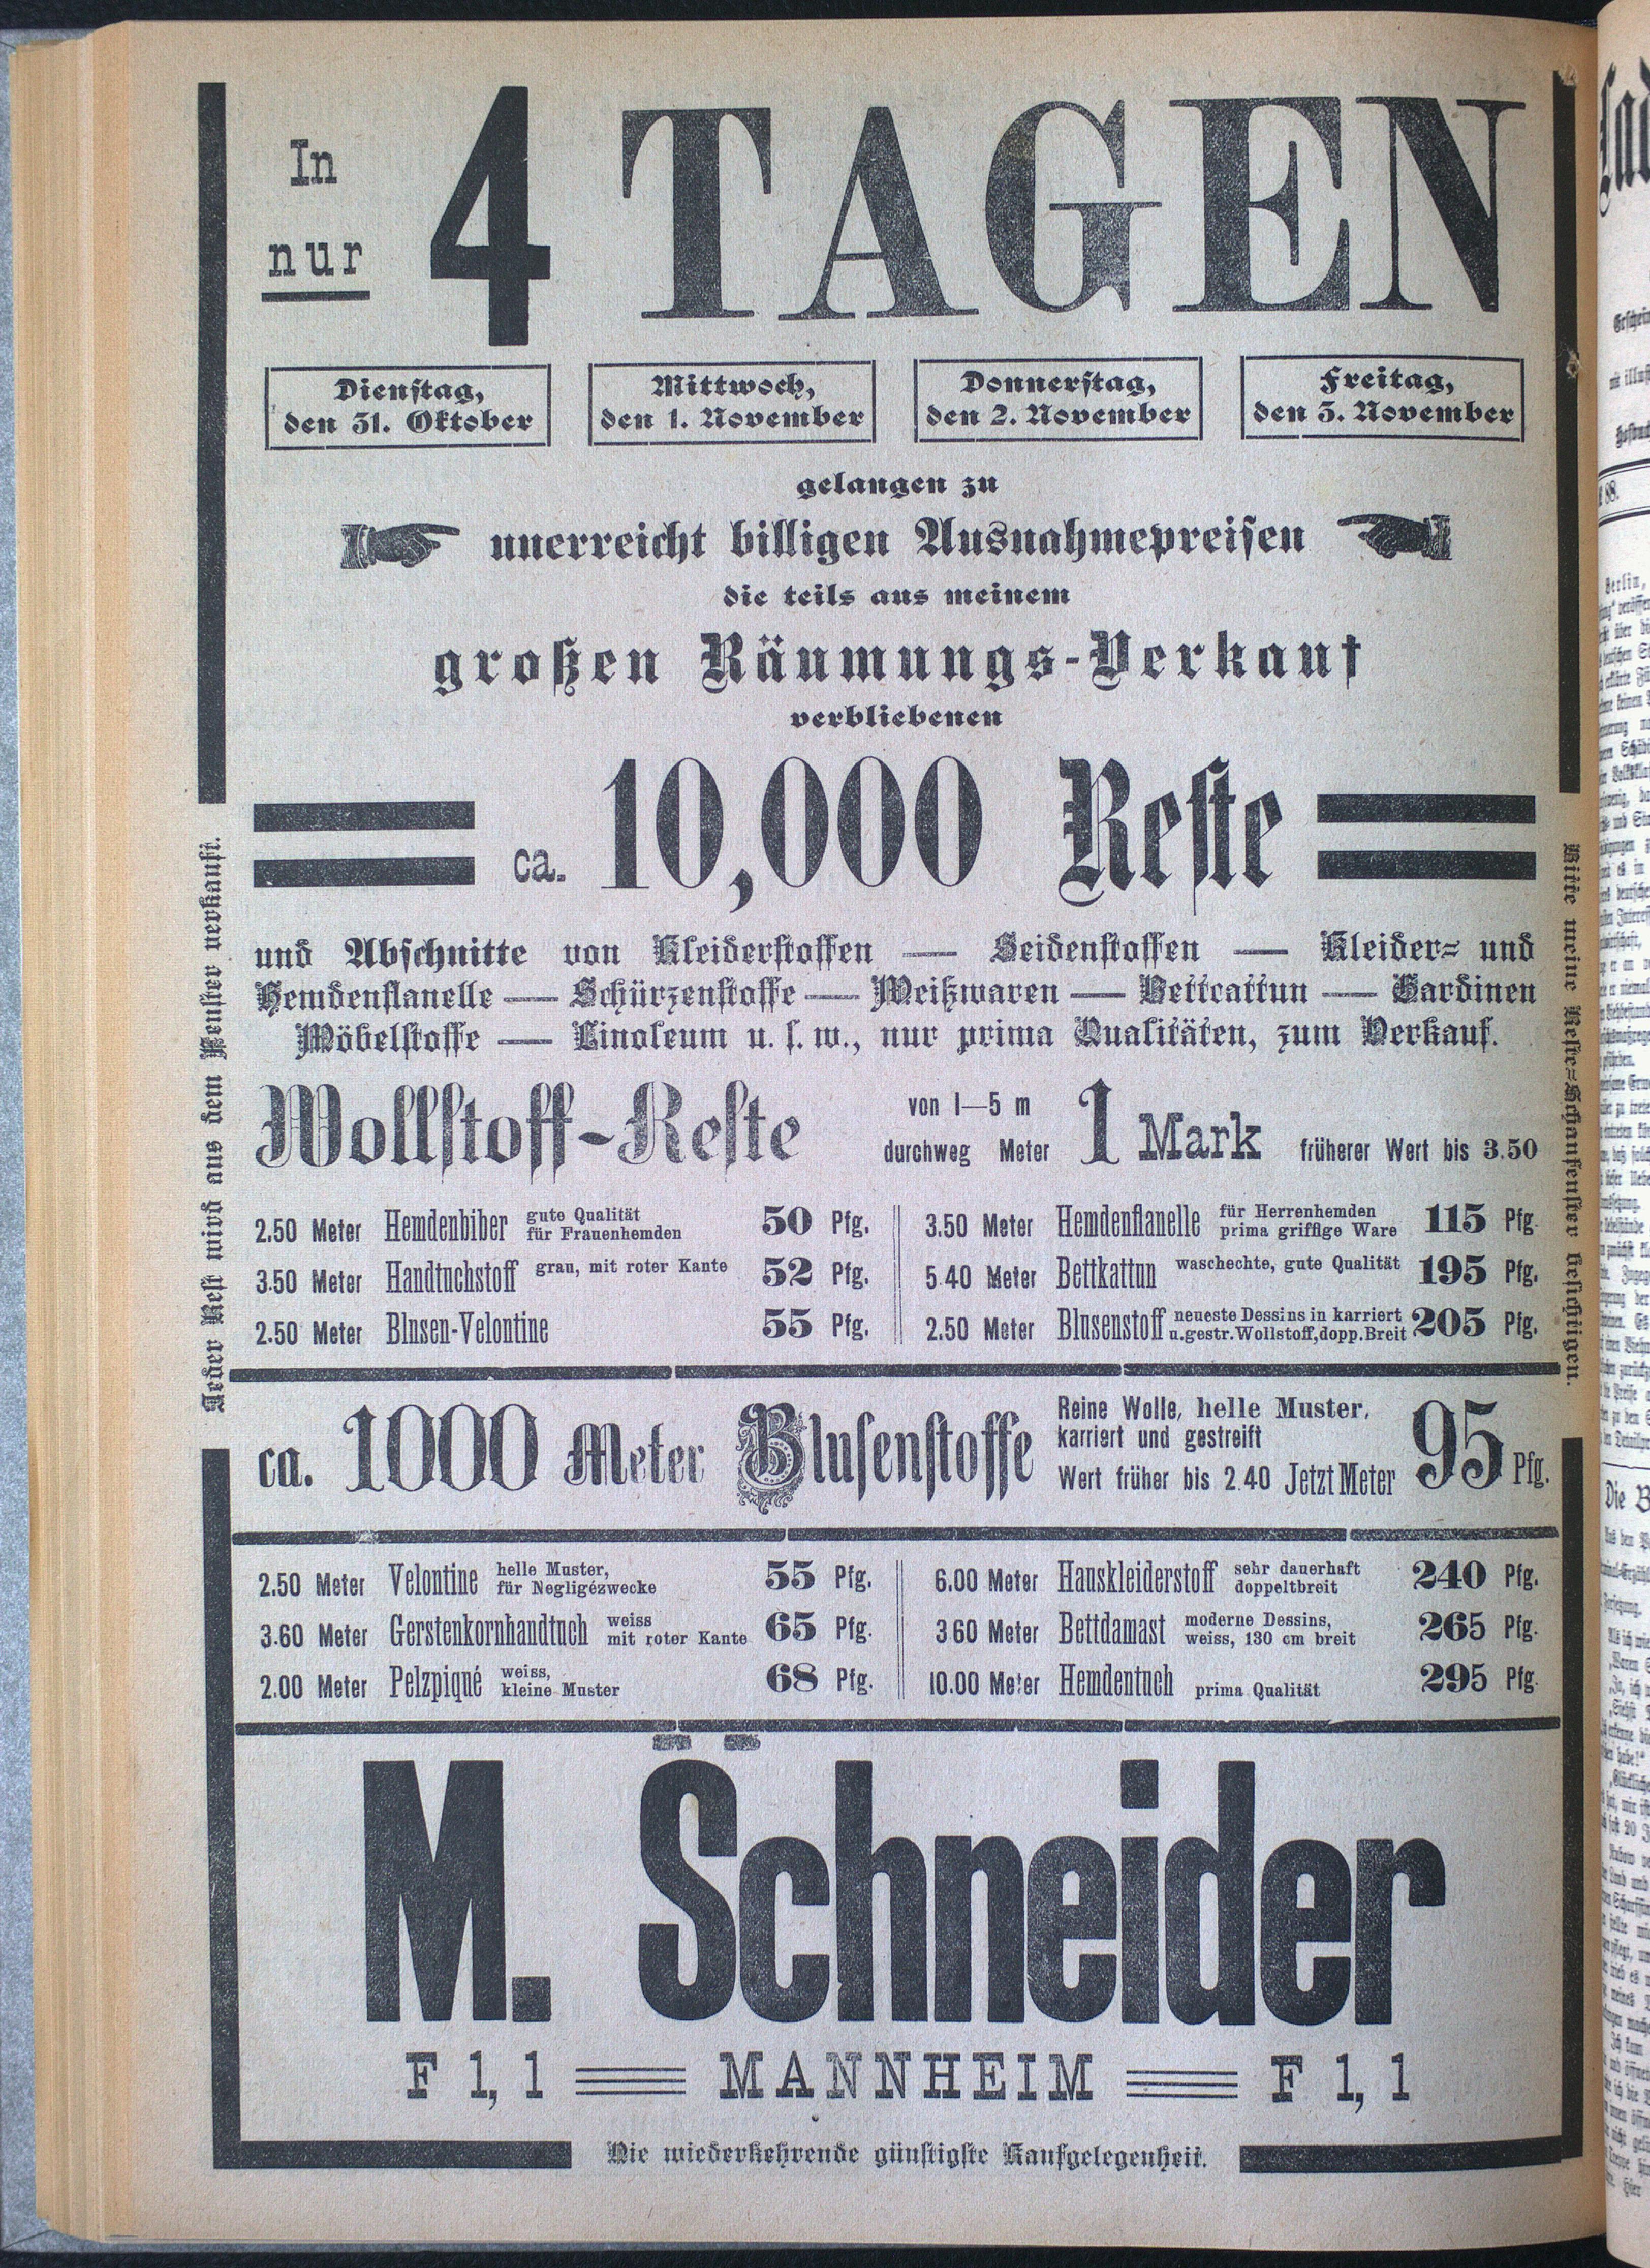 In
nur
4 TAGEN
Dienstag,
den 31. Oktober
Mittwoch,
den 1. November
Donnerstag,
den 2. November
Freitag,
den 3. November
gelangen zu
unerreicht billigen Ausnahmepreisen
die teils aus meinem
großen Räumungs-Verkauf
verbliebenen
ca. 10,000 Reste
und Abschnitte von Kleiderstoffen — Seidenstoffen — Kleider= und
Hemdenflanelle — Schürzenstoffe — Weißwaren — Bettcattun — Gardinen
Möbelstoffe — Linoleum u. s. w., nur prima Qualitäten, zum Verkauf.
Wollstoff-Reste von 1—5 m durchweg Meter 1 Mark früherer Wert bis 3.50
2.50 Meter Hemdenbiber gute Qualität für Frauenhemden 50 Pfg.
3.50 Meter Handtuchstoff grau, mit roter Kante 52 Pfg.
2.50 Meter Blusen-Velontine 55 Pfg.
3.50 Meter Hemdenflanelle für Herrenhemden prima griffige Ware 115 Pfg
5.40 Meter Bettkattun waschechte, gute Qualität 195 Pfg.
2.50 Meter Blusenstoff neueste Dessins in karriert u.gestr.Wollstoff,dopp.Breit 205 Pfg.
ca. 1000 Meter Blusenstoffe
Reine Wolle, helle Muster,
karriert und gestreift
Wert früher bis 2.40 Jetzt Meter 95 Pfg.
2.50 Meter Velontine helle Muster, für Negligézwecke 55 Pfg.
3.60 Meter Gerstenkornhandtuch weiss mit roter Kante 65 Pfg.
2.00 Meter Pelzpiqué weiss, kleine Muster 68 Pfg.
6.00 Meter Hauskleiderstoff sehr dauerhaft doppeltbreit 240 Pfg.
3 60 Meter Bettdamast moderne Dessins, weiss, 130 cm breit 265 Pfg.
10.00 Meter Hemdentuch prima Qualität 295 Pfg
M. Schneider
F 1, 1 MANNHEIM F 1, 1
Nie wiederkehrende günstigste Kaufgelegenheit.
Jeder Rest wird aus dem Fenster verkauft.
Bitte meine Reste=Schaufenster besichtigen.